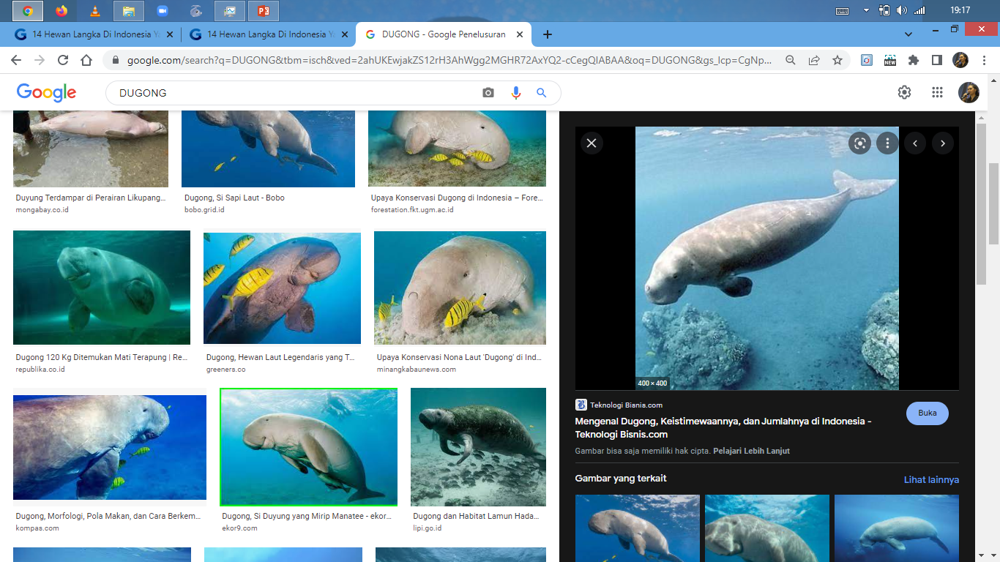 19:17
14 Hewan Langka Di Indonesia Ya
14 Hewan Langka Di Indonesia Ya
DUGONG - Google Penelusuran
google.com/search?q=DUGONG&tbm=isch&ved=2ahUKEwjakZS12rH3AhWgg2MGHR72AxYQ2-cCegQIABAA&oq=DUGONG&gs_lcp=CgNp...
NEW
Google
DUGONG
Duyung Terdampar di Perairan Likupang...
mongabay.co.id
Dugong, Si Sapi Laut - Bobo
bobo.grid.id
Upaya Konservasi Dugong di Indonesia – Fore...
forestation.fkt.ugm.ac.id
Dugong 120 Kg Ditemukan Mati Terapung | Re...
republika.co.id
Dugong, Hewan Laut Legendaris yang T...
greeners.co
Upaya Konservasi Nona Laut 'Dugong' di Ind...
minangkabaunews.com
Dugong, Morfologi, Pola Makan, dan Cara Berkem...
kompas.com
Dugong, Si Duyung yang Mirip Manatee - ekor...
ekor9.com
Dugong dan Habitat Lamun Hada...
lipi.go.id
400 × 400
Teknologi Bisnis.com
Mengenal Dugong, Keistimewaannya, dan Jumlahnya di Indonesia -
Teknologi Bisnis.com
Buka
Gambar bisa saja memiliki hak cipta. Pelajari Lebih Lanjut
Gambar yang terkait
Lihat lainnya